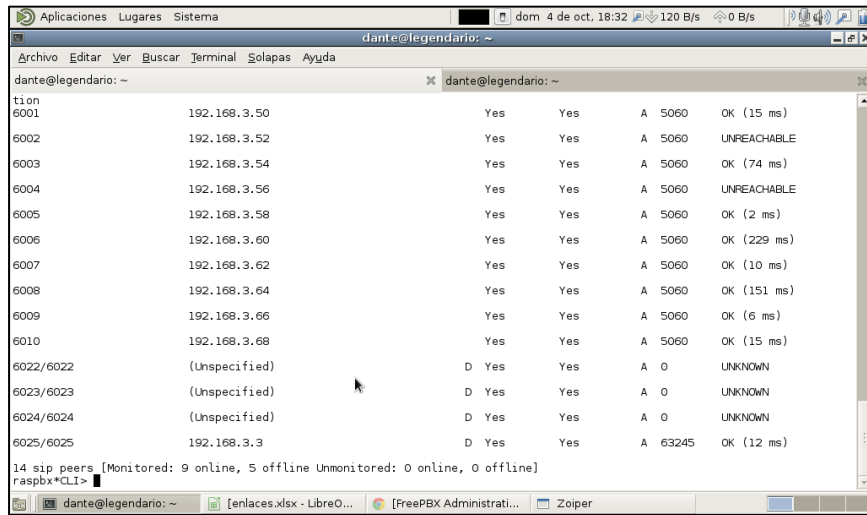 Aplicaciones Lugares Sistema dom 4 de oct, 18:32 120 B/s 0 B/s
dante@legendario: ~
Archivo Editar Ver Buscar Terminal Solapas Ayuda
dante@legendario: ~ dante@legendario: ~
tion
6001 192.168.3.50 Yes Yes A 5060 OK (15 ms)
6002 192.168.3.52 Yes Yes A 5060 UNREACHABLE
6003 192.168.3.54 Yes Yes A 5060 OK (74 ms)
6004 192.168.3.56 Yes Yes A 5060 UNREACHABLE
6005 192.168.3.58 Yes Yes A 5060 OK (2 ms)
6006 192.168.3.60 Yes Yes A 5060 OK (229 ms)
6007 192.168.3.62 Yes Yes A 5060 OK (10 ms)
6008 192.168.3.64 Yes Yes A 5060 OK (151 ms)
6009 192.168.3.66 Yes Yes A 5060 OK (6 ms)
6010 192.168.3.68 Yes Yes A 5060 OK (15 ms)
6022/6022 (Unspecified) D Yes Yes A 0 UNKNOWN
6023/6023 (Unspecified) D Yes Yes A 0 UNKNOWN
6024/6024 (Unspecified) D Yes Yes A 0 UNKNOWN
6025/6025 192.168.3.3 D Yes Yes A 63245 OK (12 ms)
14 sip peers [Monitored: 9 online, 5 offline Unmonitored: 0 online, 0 offline]
raspbx*CLI>
dante@legendario: ~ [enlaces.xlsx - LibreO... [FreePBX Administrati... Zoiper